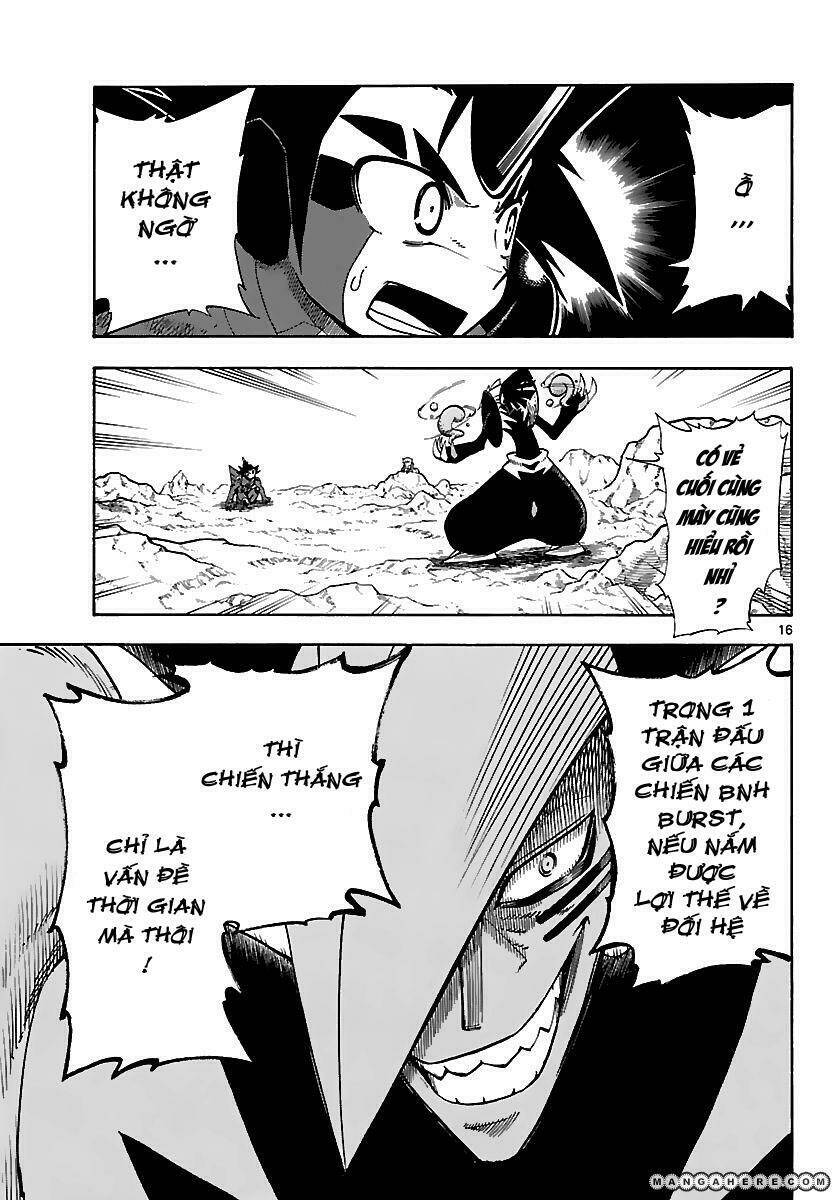 Ồ
...
THẬT
KHÔNG
NGỜ
...
CÓ VẺ
CUỐI CÙNG
MÀY CŨNG
HIỂU RỒI
NHỈ
?
16
TRONG 1
TRẬN ĐẤU
GIỮA CÁC
CHIẾN BNH
BURST,
NẾU NẮM
ĐƯỢC
LỢI THẾ VỀ
ĐỐI HỆ
THÌ
CHIẾN THẮNG
...
CHỈ LÀ
VẤN ĐỀ
THỜI GIAN
MÀ THÔI
!
MANGAHERE.COM